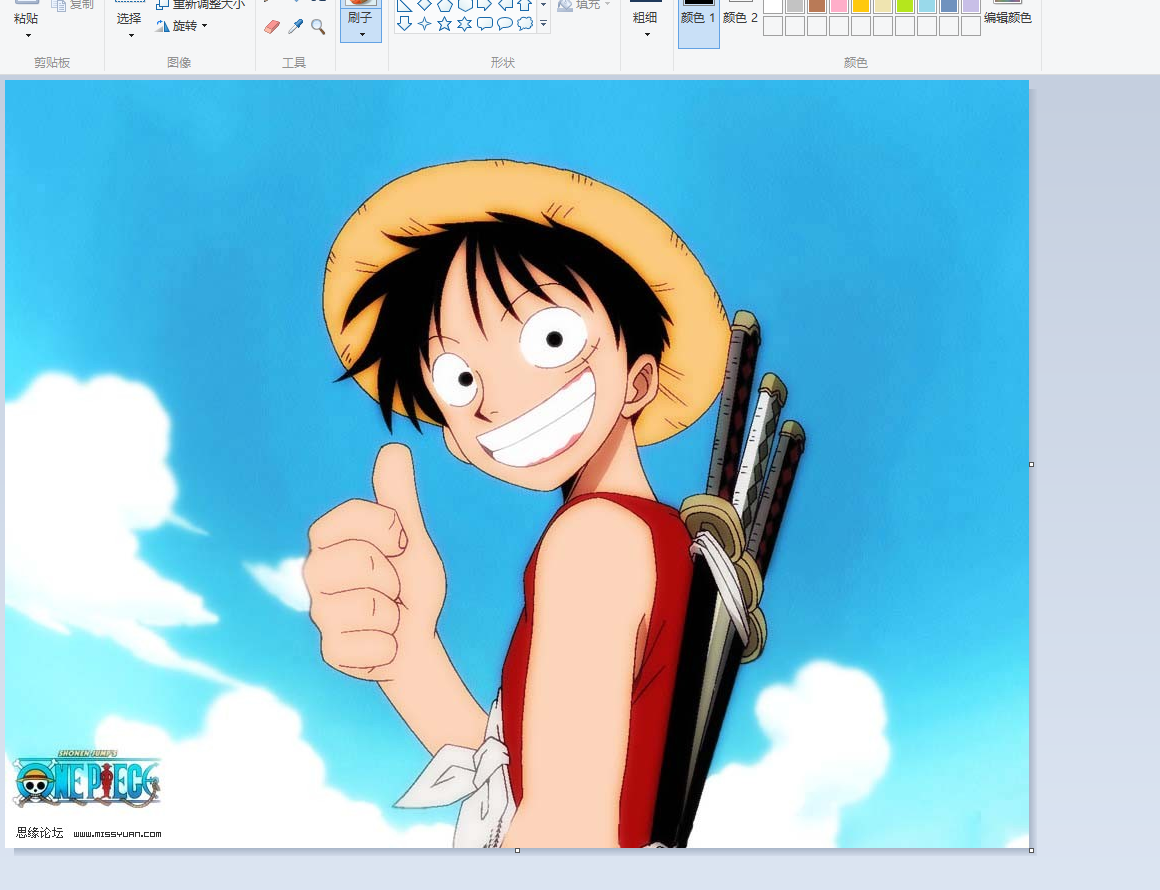 重新调整大小
粘贴
复制
选择
旋转
刷子
填充
粗细
颜色 1
颜色 2
编辑颜色
剪贴板
图像
工具
形状
颜色
SHONEN JUMP'S
ONE PIECE
思缘论坛 www.missyuan.com